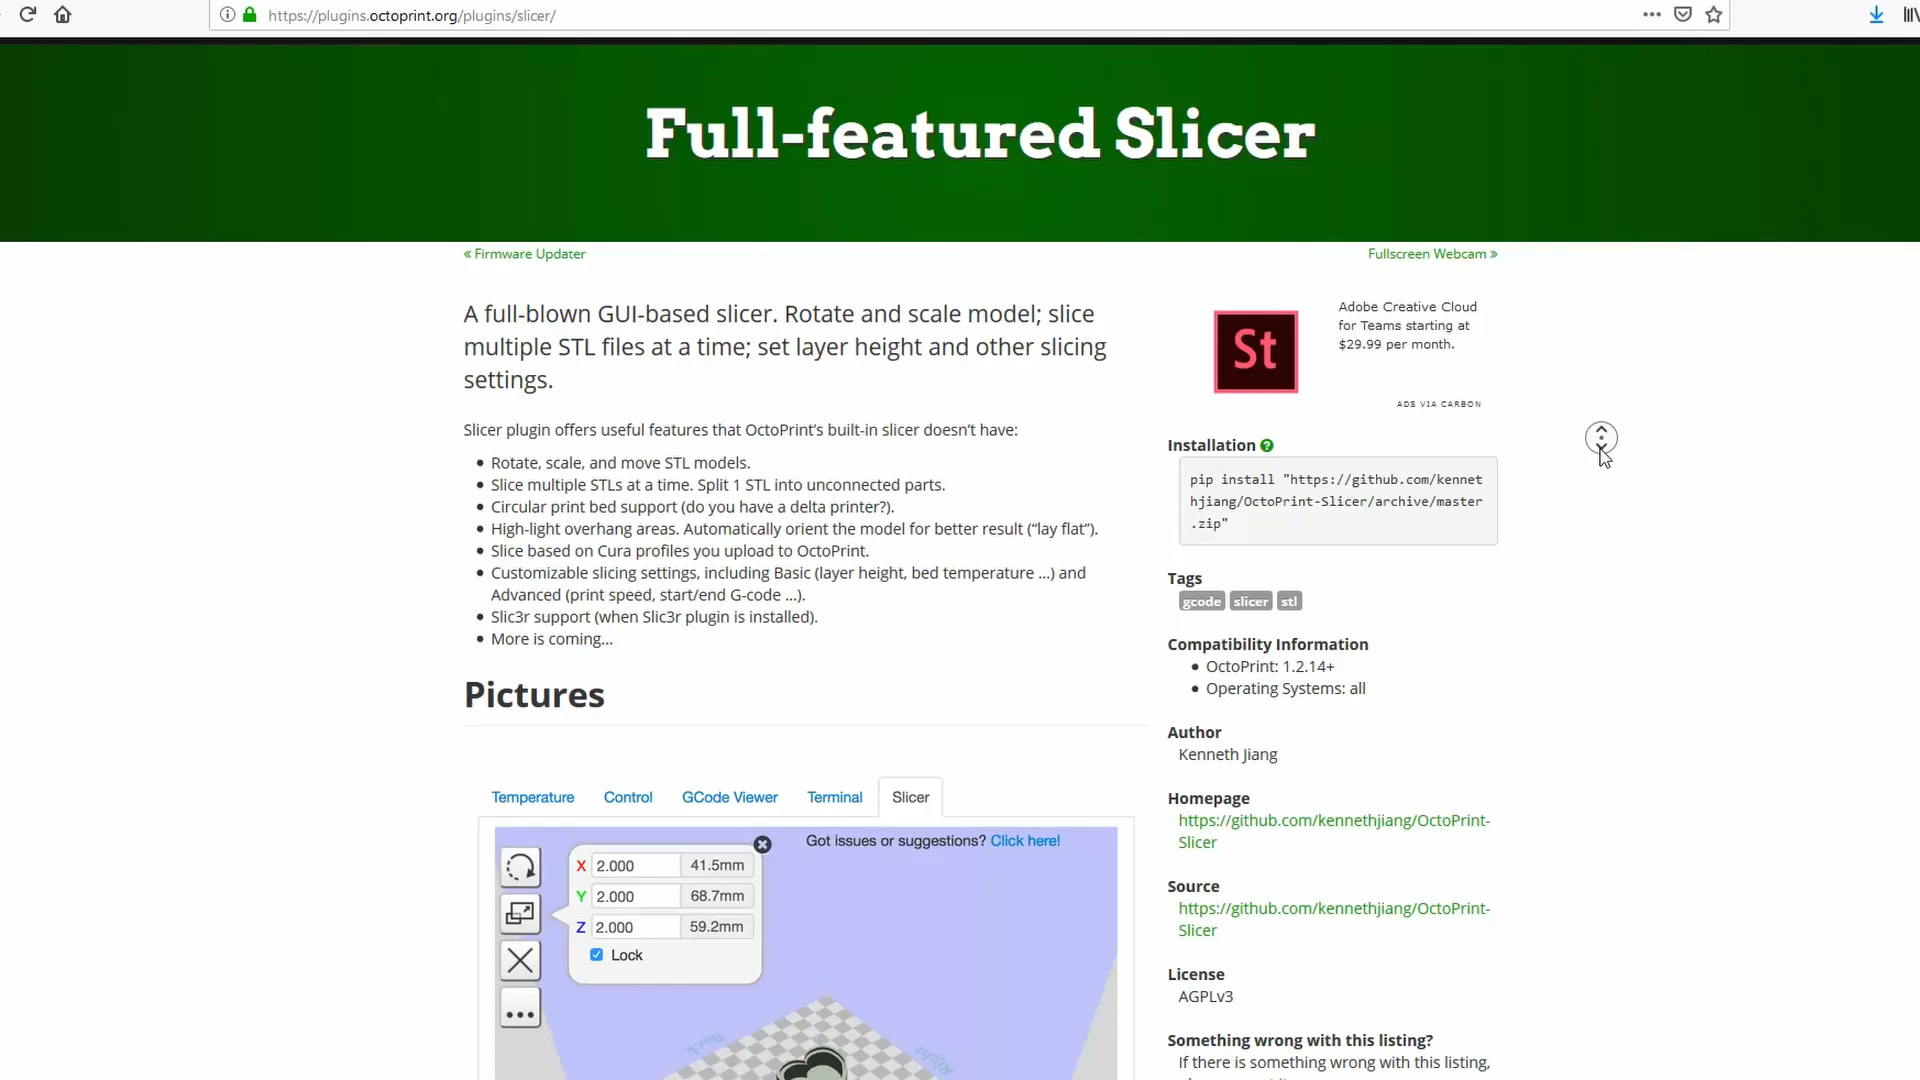 https://plugins.octoprint.org/plugins/slicer/
Full-featured Slicer
« Firmware Updater
Fullscreen Webcam »
A full-blown GUI-based slicer. Rotate and scale model; slice
multiple STL files at a time; set layer height and other slicing
settings.
Slicer plugin offers useful features that OctoPrint’s built-in slicer doesn’t have:
Rotate, scale, and move STL models.
Slice multiple STLs at a time. Split 1 STL into unconnected parts.
Circular print bed support (do you have a delta printer?).
High-light overhang areas. Automatically orient the model for better result (“lay flat”).
Slice based on Cura profiles you upload to OctoPrint.
Customizable slicing settings, including Basic (layer height, bed temperature ...) and
Advanced (print speed, start/end G-code ...).
Slic3r support (when Slic3r plugin is installed).
More is coming...
Pictures
Temperature Control GCode Viewer Terminal Slicer
Got issues or suggestions? Click here!
X 2.000 41.5mm
Y 2.000 68.7mm
Z 2.000 59.2mm
Lock
Back
Right
St
Adobe Creative Cloud
for Teams starting at
$29.99 per month.
ADS VIA CARBON
Installation
pip install "https://github.com/kennet
hjiang/OctoPrint-Slicer/archive/master
.zip"
Tags
gcode slicer stl
Compatibility Information
OctoPrint: 1.2.14+
Operating Systems: all
Author
Kenneth Jiang
Homepage
https://github.com/kennethjiang/OctoPrint-
Slicer
Source
https://github.com/kennethjiang/OctoPrint-
Slicer
License
AGPLv3
Something wrong with this listing?
If there is something wrong with this listing,